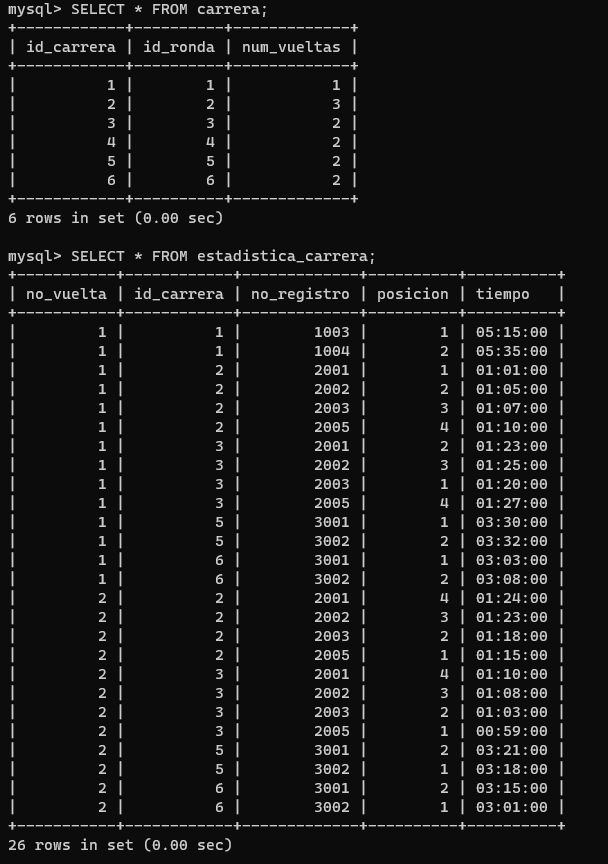 mysql> SELECT * FROM carrera;
+------------+----------+-------------+
| id_carrera | id_ronda | num_vueltas |
+------------+----------+-------------+
|          1 |        1 |           1 |
|          2 |        2 |           3 |
|          3 |        3 |           2 |
|          4 |        4 |           2 |
|          5 |        5 |           2 |
|          6 |        6 |           2 |
+------------+----------+-------------+
6 rows in set (0.00 sec)

mysql> SELECT * FROM estadistica_carrera;
+-----------+------------+-------------+----------+----------+
| no_vuelta | id_carrera | no_registro | posicion | tiempo   |
+-----------+------------+-------------+----------+----------+
|         1 |          1 |        1003 |        1 | 05:15:00 |
|         1 |          1 |        1004 |        2 | 05:35:00 |
|         1 |          2 |        2001 |        1 | 01:01:00 |
|         1 |          2 |        2002 |        2 | 01:05:00 |
|         1 |          2 |        2003 |        3 | 01:07:00 |
|         1 |          2 |        2005 |        4 | 01:10:00 |
|         1 |          3 |        2001 |        2 | 01:23:00 |
|         1 |          3 |        2002 |        3 | 01:25:00 |
|         1 |          3 |        2003 |        1 | 01:20:00 |
|         1 |          3 |        2005 |        4 | 01:27:00 |
|         1 |          5 |        3001 |        1 | 03:30:00 |
|         1 |          5 |        3002 |        2 | 03:32:00 |
|         1 |          6 |        3001 |        1 | 03:03:00 |
|         1 |          6 |        3002 |        2 | 03:08:00 |
|         2 |          2 |        2001 |        4 | 01:24:00 |
|         2 |          2 |        2002 |        3 | 01:23:00 |
|         2 |          2 |        2003 |        2 | 01:18:00 |
|         2 |          2 |        2005 |        1 | 01:15:00 |
|         2 |          3 |        2001 |        4 | 01:10:00 |
|         2 |          3 |        2002 |        3 | 01:08:00 |
|         2 |          3 |        2003 |        2 | 01:03:00 |
|         2 |          3 |        2005 |        1 | 00:59:00 |
|         2 |          5 |        3001 |        2 | 03:21:00 |
|         2 |          5 |        3002 |        1 | 03:18:00 |
|         2 |          6 |        3001 |        2 | 03:15:00 |
|         2 |          6 |        3002 |        1 | 03:01:00 |
+-----------+------------+-------------+----------+----------+
26 rows in set (0.00 sec)